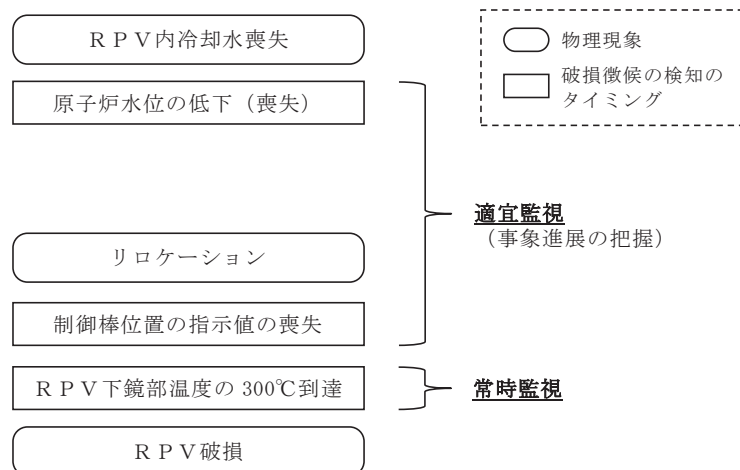 ＲＰＶ内冷却水喪失
原子炉水位の低下（喪失）
リロケーション
制御棒位置の指示値の喪失
ＲＰＶ下鏡部温度の 300℃到達
ＲＰＶ破損
適宜監視
（事象進展の把握）
常時監視
物理現象
破損徴候の検知の
タイミング